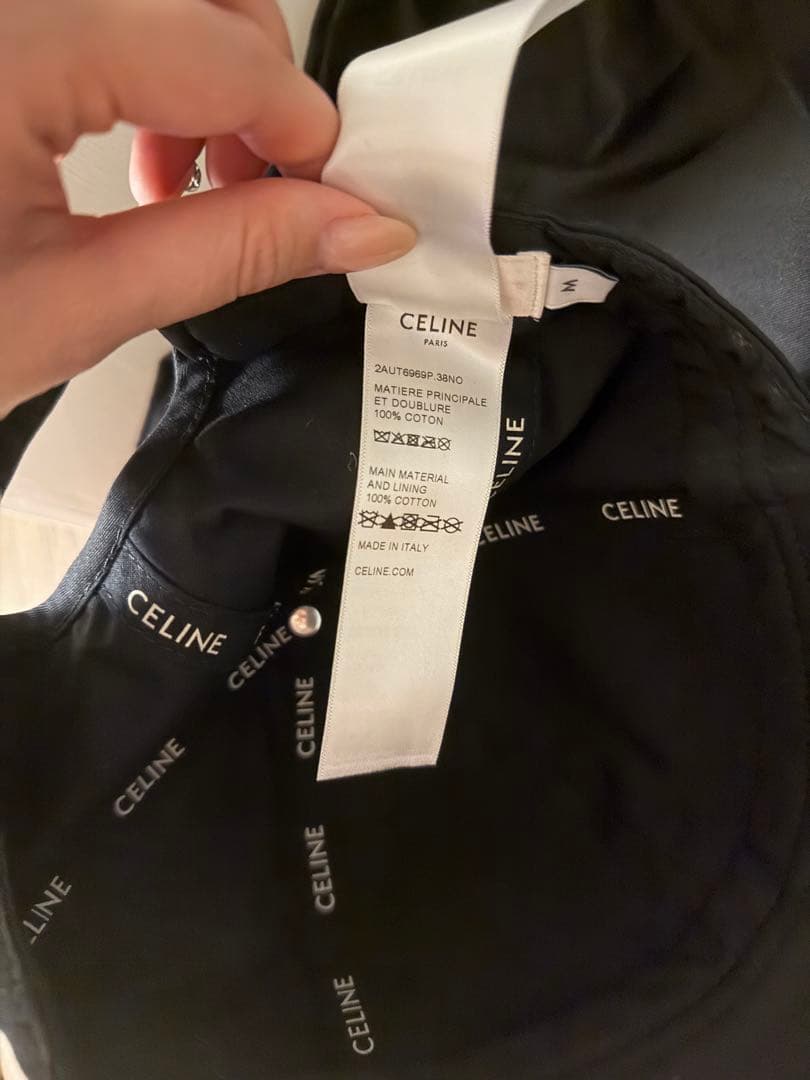 CELINE
PARIS
2AUT6969P.38NO
MATIERE PRINCIPALE
ET DOUBLURE
100% COTON
MAIN MATERIAL
AND LINING
100% COTTON
MADE IN ITALY
CELINE.COM
M
CELINE
CELINE
CELINE
CELINE
CELINE
CELINE
CELINE
CELINE
CELINE